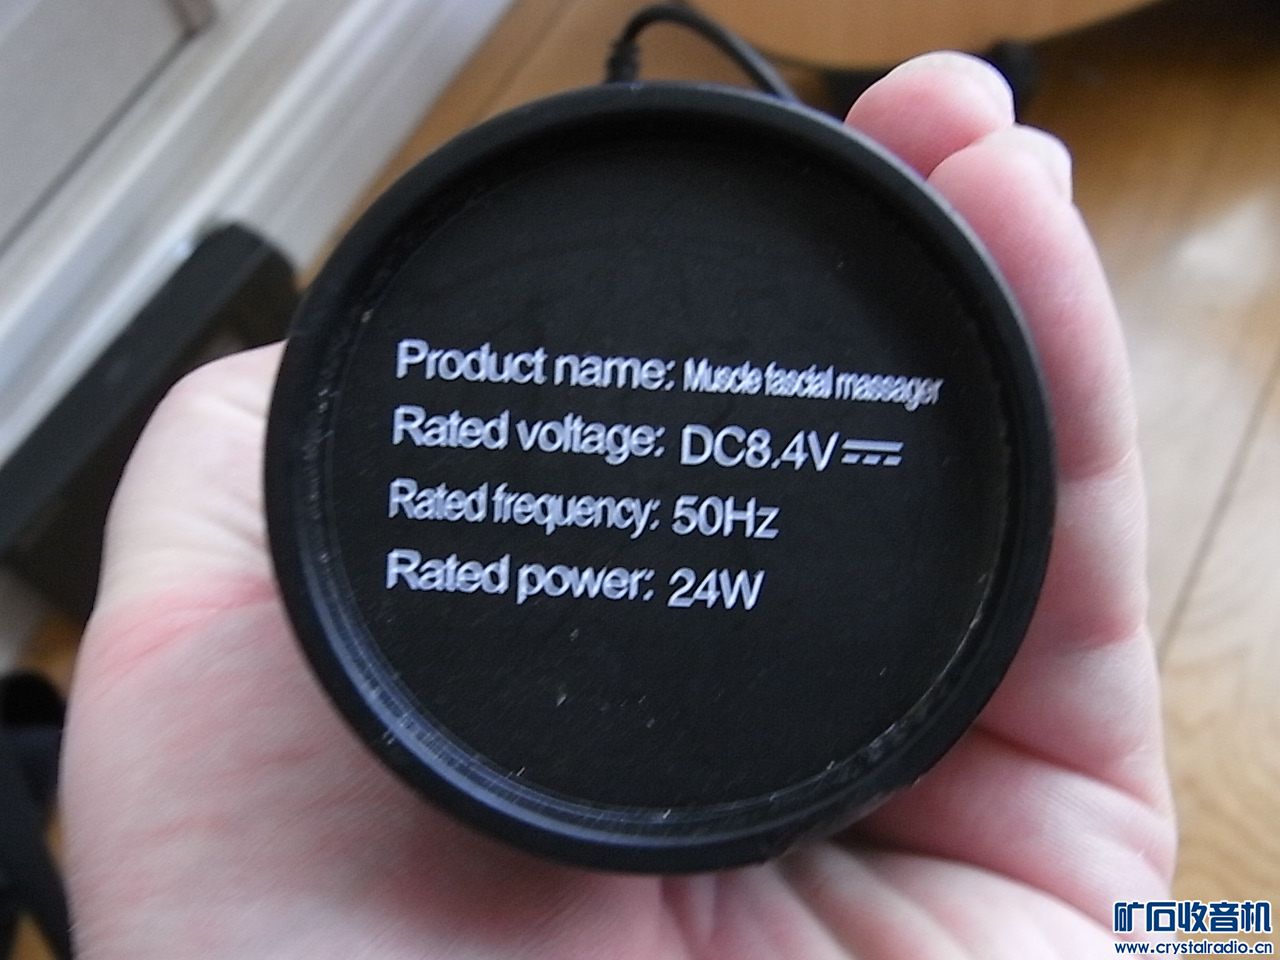 Product name: Muscle fascial massager
Rated voltage: DC8.4V⎓
Rated frequency: 50Hz
Rated power: 24W
矿石收音机
www.crystalradio.cn